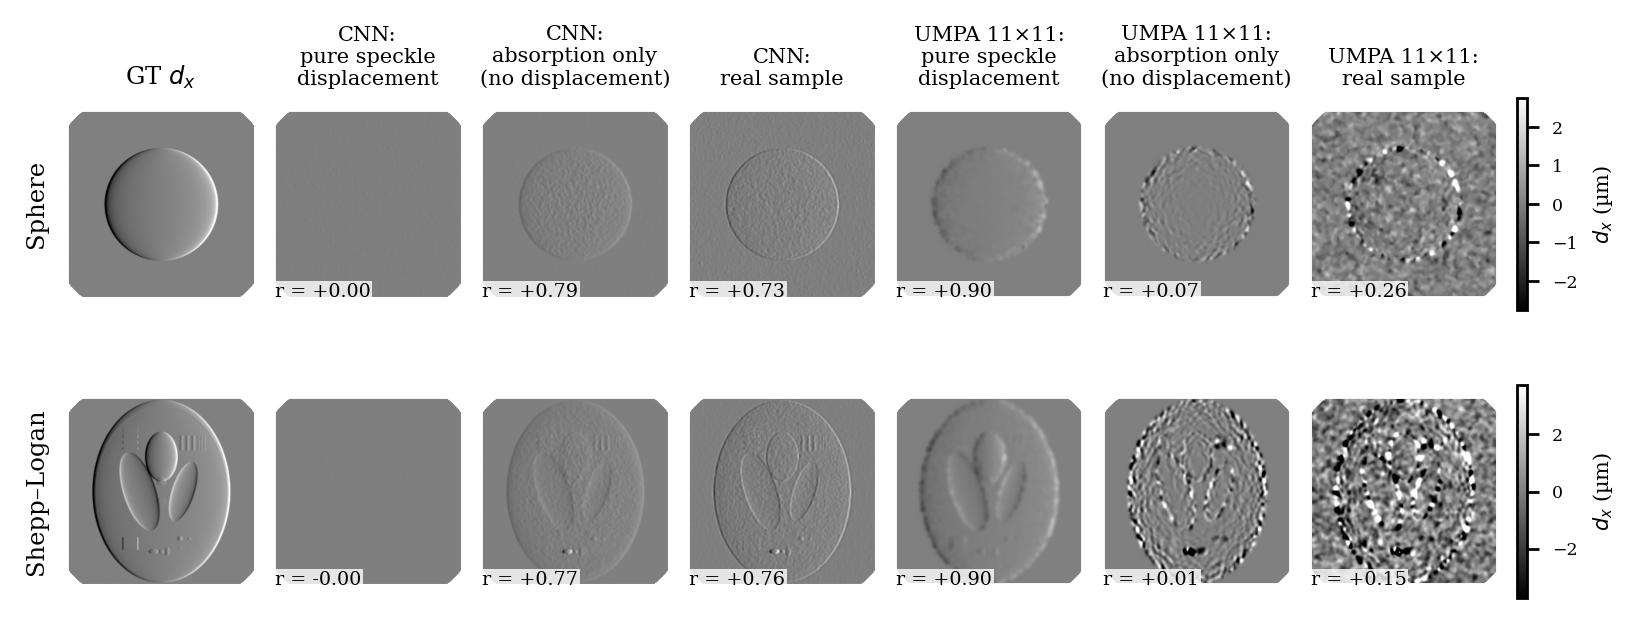 GT dₓ
CNN:
pure speckle
displacement
CNN:
absorption only
(no displacement)
CNN:
real sample
UMPA 11×11:
pure speckle
displacement
UMPA 11×11:
absorption only
(no displacement)
UMPA 11×11:
real sample
Sphere
r = +0.00
r = +0.79
r = +0.73
r = +0.90
r = +0.07
r = +0.26
2
1
0
−1
−2
dₓ (µm)
Shepp–Logan
r = -0.00
r = +0.77
r = +0.76
r = +0.90
r = +0.01
r = +0.15
2
0
−2
dₓ (µm)